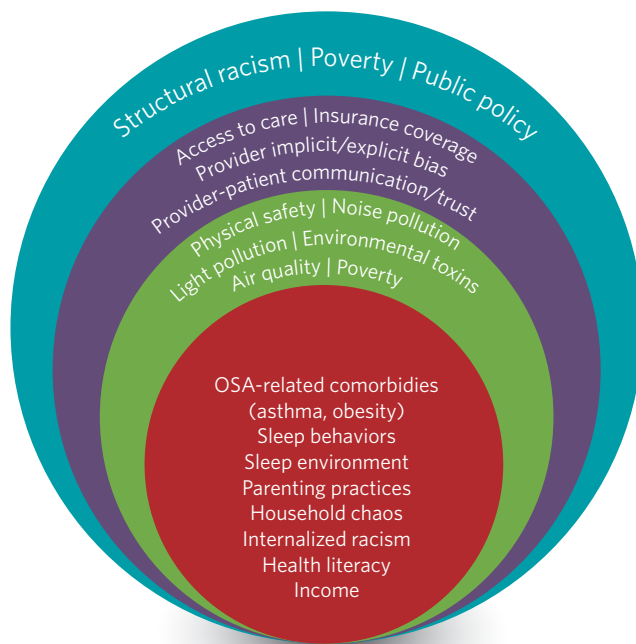 Structural racism | Poverty | Public policy
Access to care | Insurance coverage
Provider implicit/explicit bias
Provider-patient communication/trust
Physical safety | Noise pollution
Light pollution | Environmental toxins
Air quality | Poverty
OSA-related comorbidies
(asthma, obesity)
Sleep behaviors
Sleep environment
Parenting practices
Household chaos
Internalized racism
Health literacy
Income